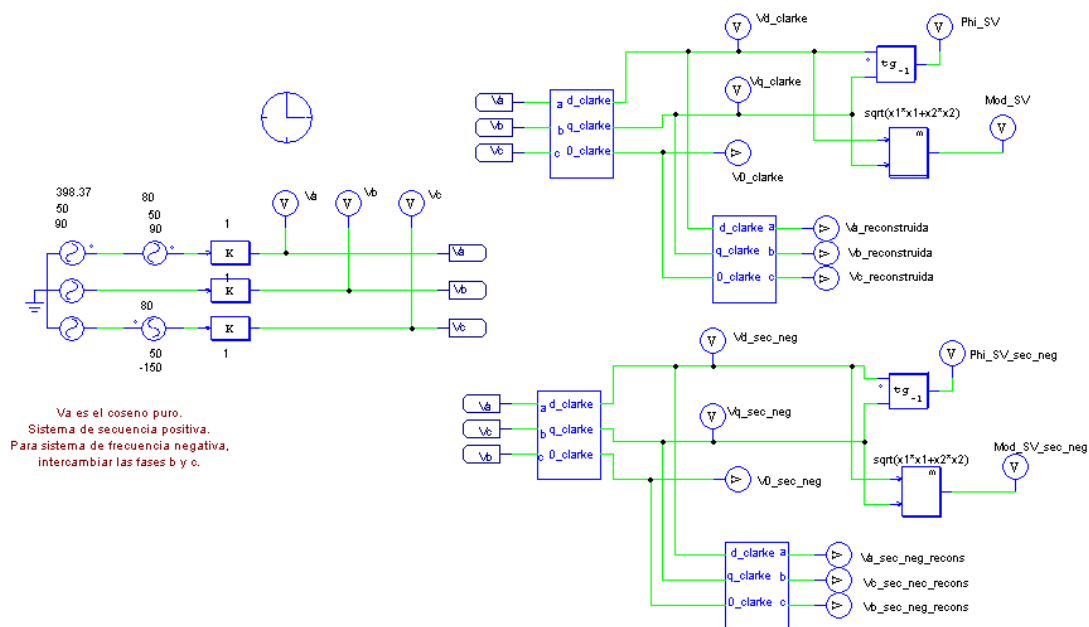 398.37
50
90
80
50
90
1
K
1
K
K
1
80
50
-150
V
Va
V
Vb
V
Vc
Va
Vb
Vc
Va es el coseno puro.
Sistema de secuencia positiva.
Para sistema de frecuencia negativa,
intercambiar las fases b y c.
Va
Vb
Vc
a d_clarke
b q_clarke
c 0_clarke
V
Vd_clarke
V
Vq_clarke
V
V0_clarke
V
Phi_SV
tg -1
sqrt(x1*x1+x2*x2)
m
V
Mod_SV
d_clarke a
q_clarke b
0_clarke c
V
Va_reconstruida
V
Vb_reconstruida
V
Vc_reconstruida
Va
Vc
Vb
a d_clarke
b q_clarke
c 0_clarke
V
Vd_sec_neg
V
Vq_sec_neg
V
V0_sec_neg
V
Phi_SV_sec_neg
tg -1
sqrt(x1*x1+x2*x2)
m
V
Mod_SV_sec_neg
d_clarke a
q_clarke b
0_clarke c
V
Va_sec_neg_recons
V
Vc_sec_nec_recons
V
Vb_sec_neg_recons